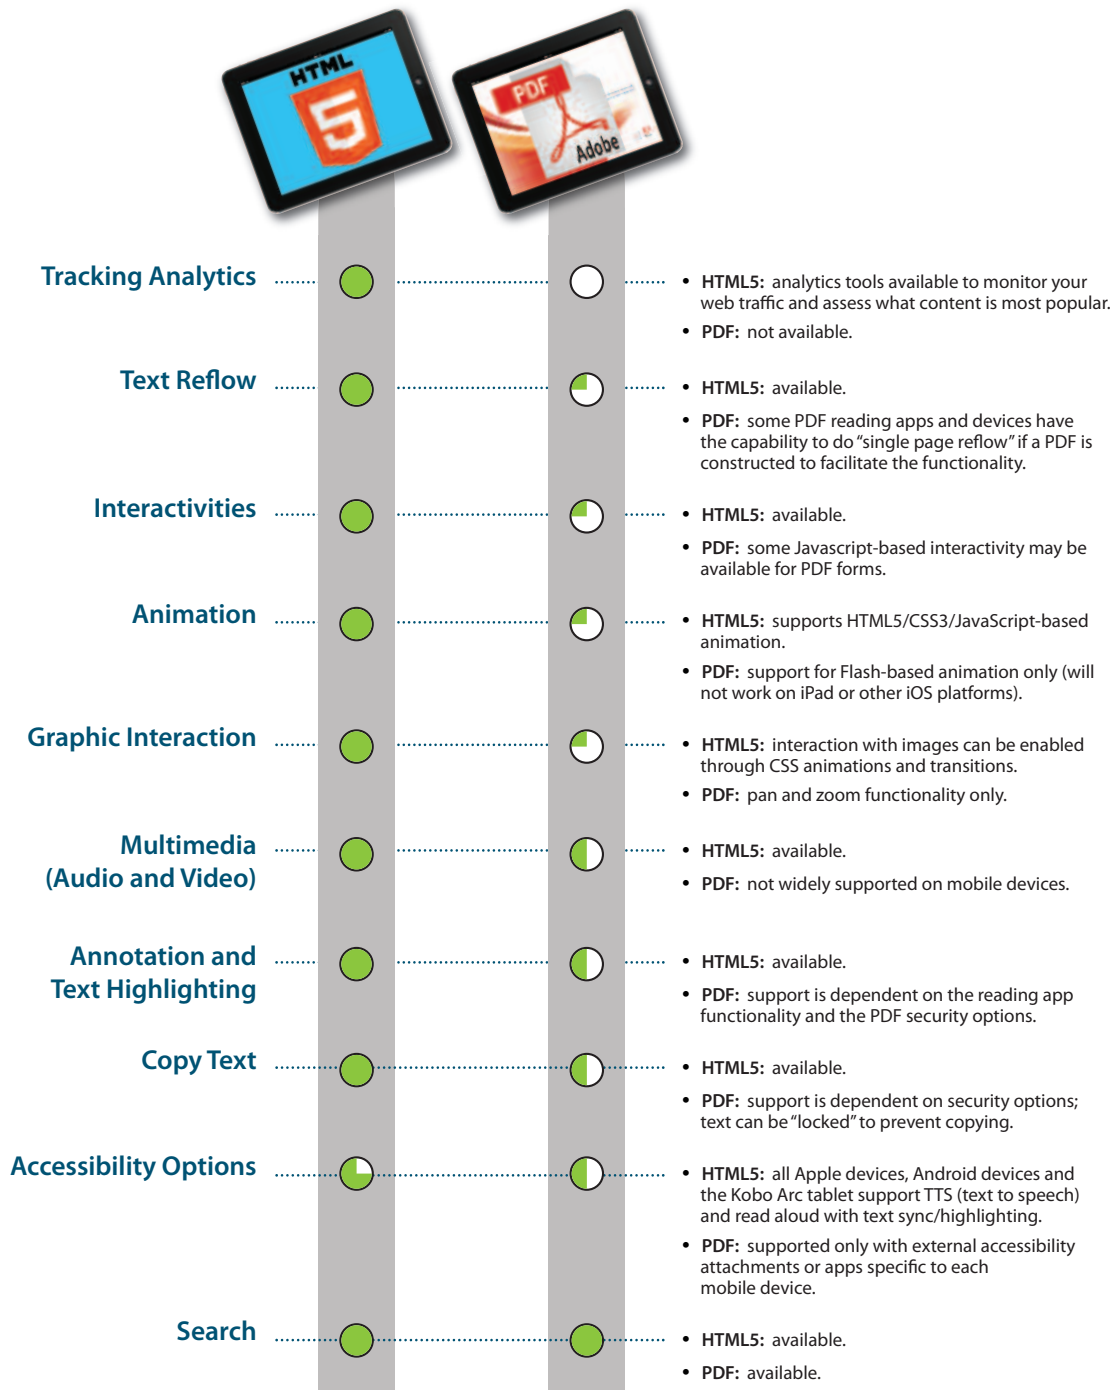 HTML
5
PDF
Adobe
Tracking Analytics
• HTML5: analytics tools available to monitor your
web traffic and assess what content is most popular.
• PDF: not available.
Text Reflow
• HTML5: available.
• PDF: some PDF reading apps and devices have
the capability to do “single page reflow” if a PDF is
constructed to facilitate the functionality.
Interactivities
• HTML5: available.
• PDF: some Javascript-based interactivity may be
available for PDF forms.
Animation
• HTML5: supports HTML5/CSS3/JavaScript-based
animation.
• PDF: support for Flash-based animation only (will
not work on iPad or other iOS platforms).
Graphic Interaction
• HTML5: interaction with images can be enabled
through CSS animations and transitions.
• PDF: pan and zoom functionality only.
Multimedia
(Audio and Video)
• HTML5: available.
• PDF: not widely supported on mobile devices.
Annotation and
Text Highlighting
• HTML5: available.
• PDF: support is dependent on the reading app
functionality and the PDF security options.
Copy Text
• HTML5: available.
• PDF: support is dependent on security options;
text can be “locked” to prevent copying.
Accessibility Options
• HTML5: all Apple devices, Android devices and
the Kobo Arc tablet support TTS (text to speech)
and read aloud with text sync/highlighting.
• PDF: supported only with external accessibility
attachments or apps specific to each
mobile device.
Search
• HTML5: available.
• PDF: available.